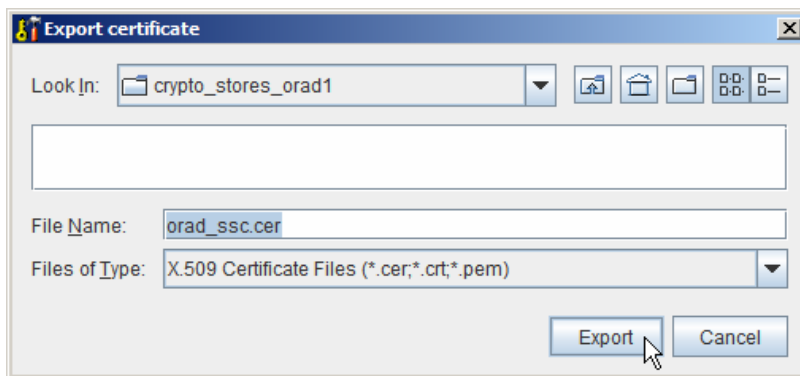 Export certificate
Look In: crypto_stores_orad1
File Name: orad_ssc.cer
Files of Type: X.509 Certificate Files (*.cer;*.crt;*.pem)
Export Cancel